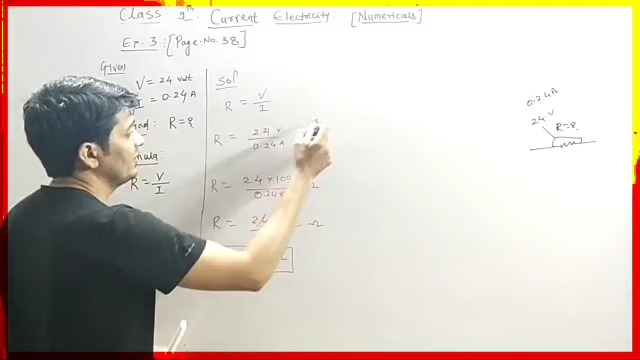 Class: 9th: Current Electricity: [Numericals]
Ex. 3: [Page. No. 38]
Given
V = 24 volt
I = 0.24 A
R = ?
R = V/I
Sol
R = V/I
R = 24 V / 0.24 A
R = 24 × 100 / 0.24 × Ω
R = Ω
0.24 A
24 V
R = ?